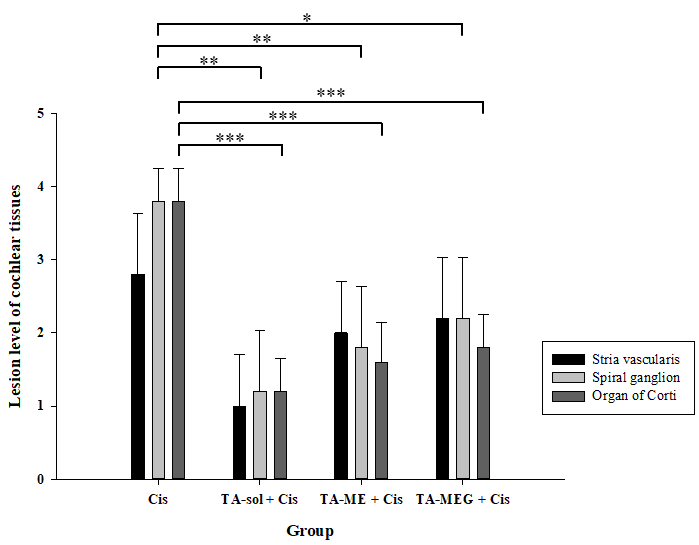 *
**
**
***
***
***
5
4
3
2
1
0
Lesion level of cochlear tissues
Stria vascularis
Spiral ganglion
Organ of Corti
Cis
TA-sol + Cis
TA-ME + Cis
TA-MEG + Cis
Group